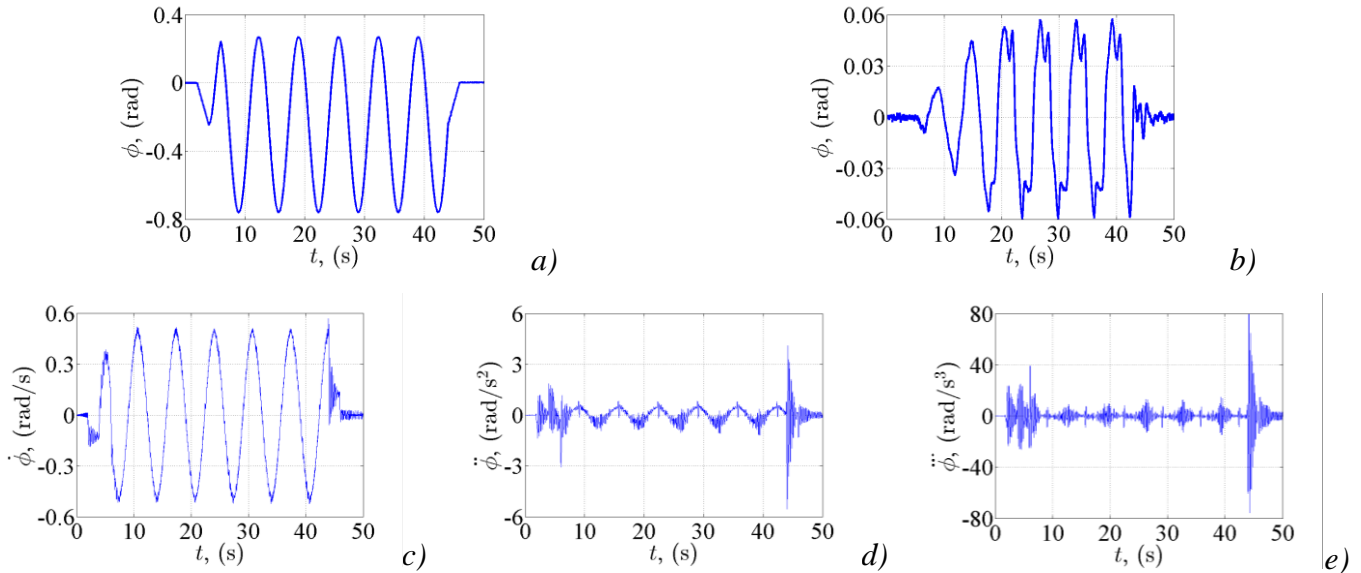 0.4
0
-0.4
-0.8
ϕ, (rad)
0 10 20 30 40 50
t, (s)
a)
0.06
0.03
0
-0.03
-0.06
ϕ, (rad)
0 10 20 30 40 50
t, (s)
b)
0.6
0.3
0
-0.3
-0.6
ϕ̇, (rad/s)
0 10 20 30 40 50
t, (s)
c)
6
3
0
-3
-6
ϕ̈, (rad/s²)
0 10 20 30 40 50
t, (s)
d)
80
40
0
-40
-80
ϕ⃛, (rad/s³)
0 10 20 30 40 50
t, (s)
e)